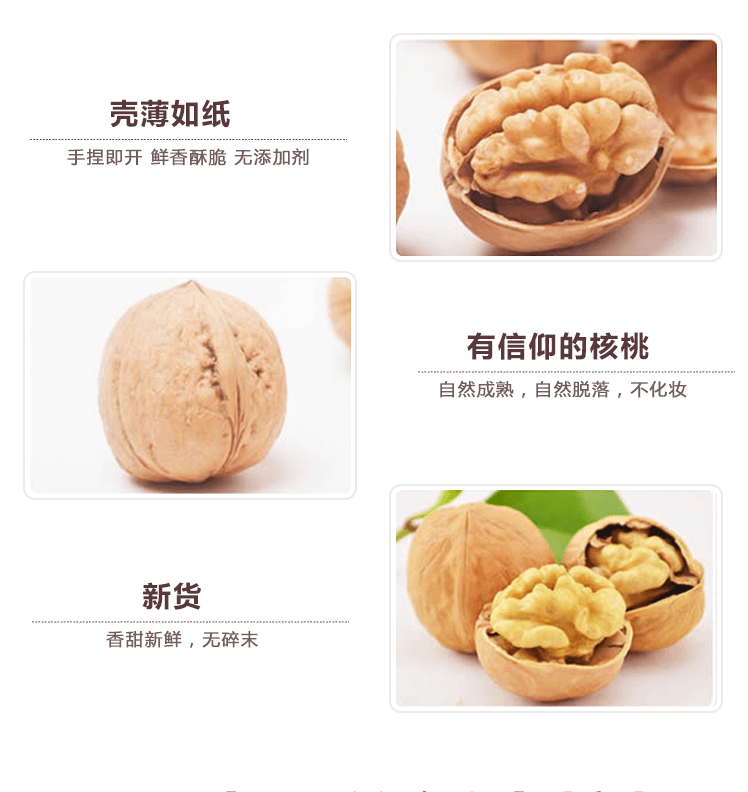 壳薄如纸
手捏即开 鲜香酥脆 无添加剂
有信仰的核桃
自然成熟，自然脱落，不化妆
新货
香甜新鲜，无碎末